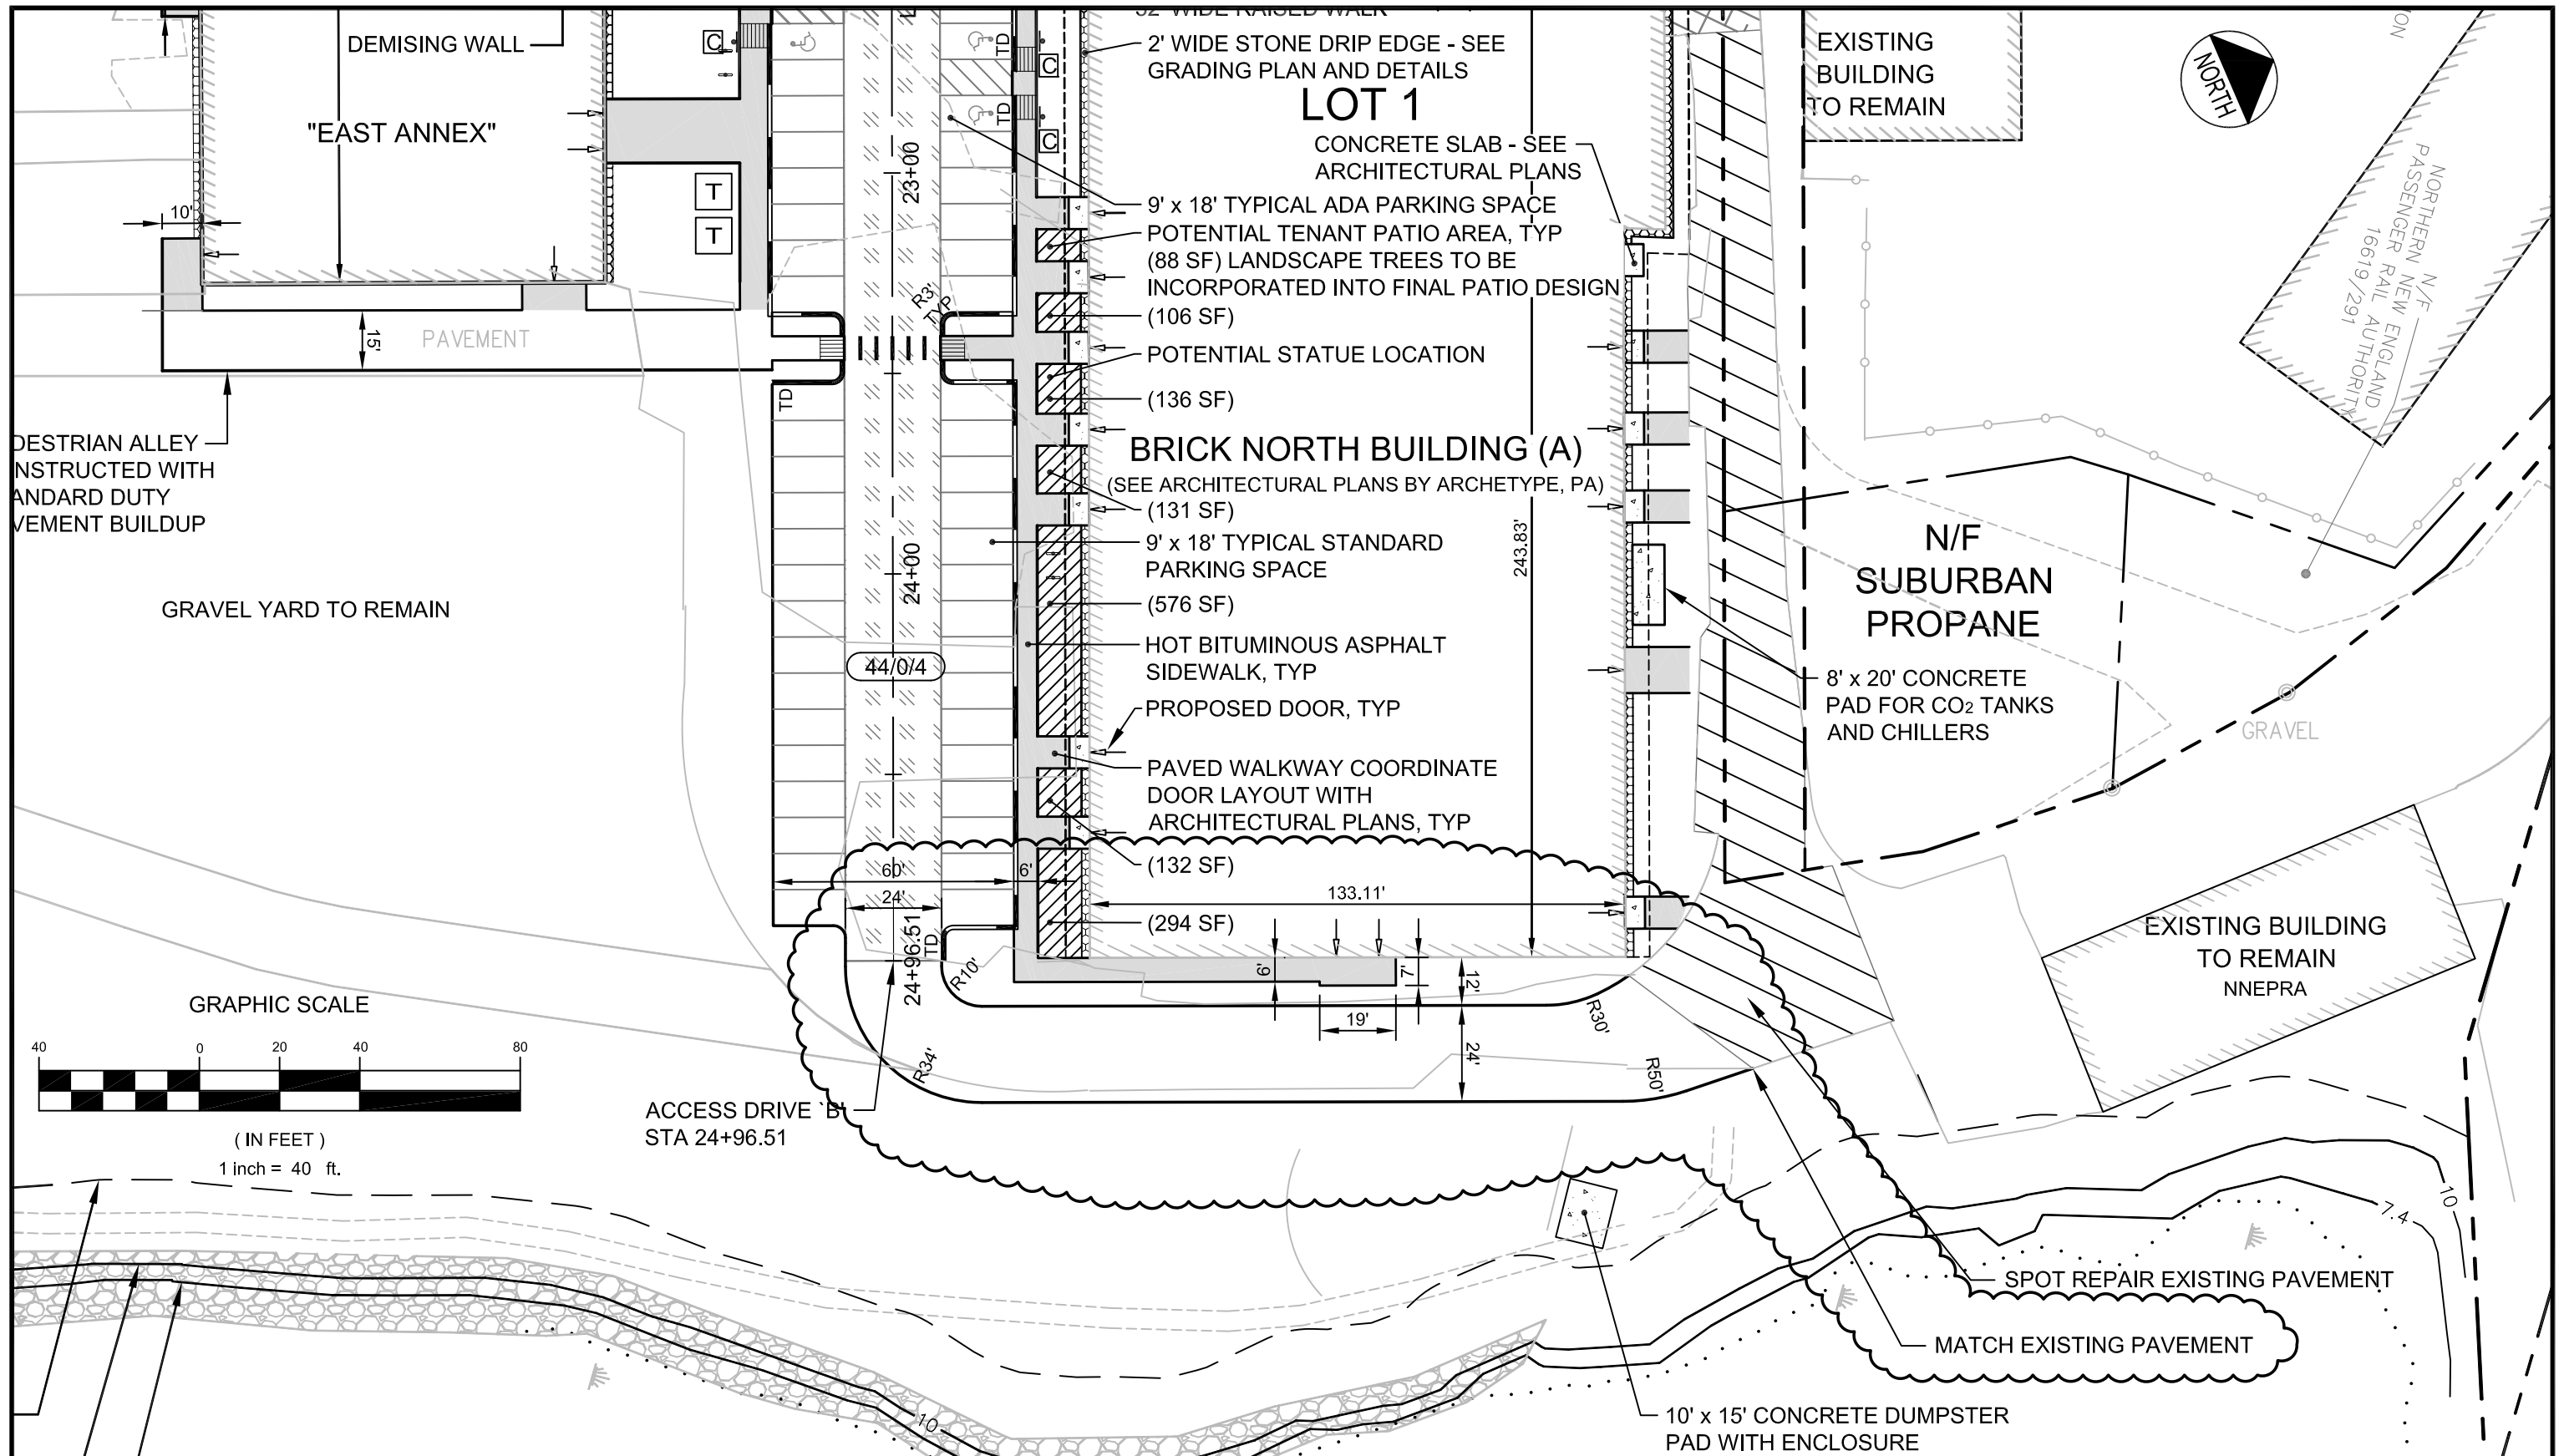 DEMISING WALL
"EAST ANNEX"
C
T
T
10'
15'
PAVEMENT
TD
DESTRIAN ALLEY
NSTRUCTED WITH
ANDARD DUTY
VEMENT BUILDUP
GRAVEL YARD TO REMAIN
23+00
24+00
44/0/4
R3'
TYP
TD
TD
C
C
32' WIDE RAISED WALK
2' WIDE STONE DRIP EDGE - SEE
GRADING PLAN AND DETAILS
LOT 1
CONCRETE SLAB - SEE
ARCHITECTURAL PLANS
9' x 18' TYPICAL ADA PARKING SPACE
POTENTIAL TENANT PATIO AREA, TYP
(88 SF) LANDSCAPE TREES TO BE
INCORPORATED INTO FINAL PATIO DESIGN
(106 SF)
POTENTIAL STATUE LOCATION
(136 SF)
BRICK NORTH BUILDING (A)
(SEE ARCHITECTURAL PLANS BY ARCHETYPE, PA)
(131 SF)
9' x 18' TYPICAL STANDARD
PARKING SPACE
(576 SF)
243.83'
HOT BITUMINOUS ASPHALT
SIDEWALK, TYP
PROPOSED DOOR, TYP
PAVED WALKWAY COORDINATE
DOOR LAYOUT WITH
ARCHITECTURAL PLANS, TYP
(132 SF)
(294 SF)
60'
6'
24'
133.11'
24+96.51
TD
R10'
R34'
6'
7'
12'
19'
24'
R30'
R50'
ACCESS DRIVE `B'
STA 24+96.51
EXISTING
BUILDING
TO REMAIN
NORTH
ION
N/F
NORTHERN NEW ENGLAND
PASSENGER RAIL AUTHORITY
16619/291
N/F
SUBURBAN
PROPANE
8' x 20' CONCRETE
PAD FOR CO2 TANKS
AND CHILLERS
GRAVEL
EXISTING BUILDING
TO REMAIN
NNEPRA
GRAPHIC SCALE
40 0 20 40 80
( IN FEET )
1 inch = 40 ft.
10
7.4
10
SPOT REPAIR EXISTING PAVEMENT
MATCH EXISTING PAVEMENT
10' x 15' CONCRETE DUMPSTER
PAD WITH ENCLOSURE